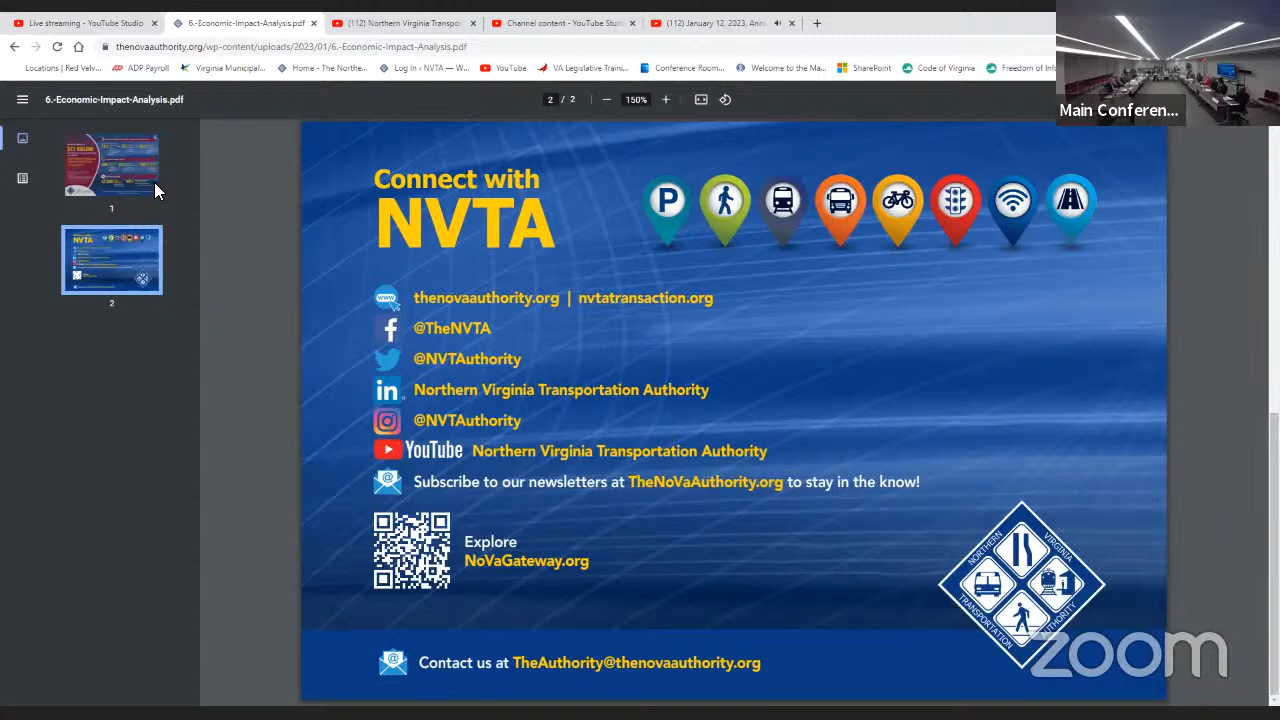 Live streaming - YouTube Studio
6.-Economic-Impact-Analysis.pdf
(112) Northern Virginia Transpor
Channel content - YouTube Stud
(112) January 12, 2023, Ann
thenovaauthority.org/wp-content/uploads/2023/01/6.-Economic-Impact-Analysis.pdf
Locations | Red Velv...
ADP Payroll
Virginia Municipal...
Home - The Northe...
Log In ‹ NVTA — W...
YouTube
VA Legislative Traini...
Conference Room...
Welcome to the Ma...
SharePoint
Code of Virginia
Freedom of Info
6.-Economic-Impact-Analysis.pdf
2 / 2
150%
Main Conferen...
1
2
Connect with
NVTA
P
www
thenovaauthority.org | nvtatransaction.org
@TheNVTA
@NVTAuthority
in
Northern Virginia Transportation Authority
@NVTAuthority
YouTube Northern Virginia Transportation Authority
Subscribe to our newsletters at TheNoVaAuthority.org to stay in the know!
Explore
NoVaGateway.org
NORTHERN
VIRGINIA
TRANSPORTATION
AUTHORITY
Contact us at TheAuthority@thenovaauthority.org
zoom